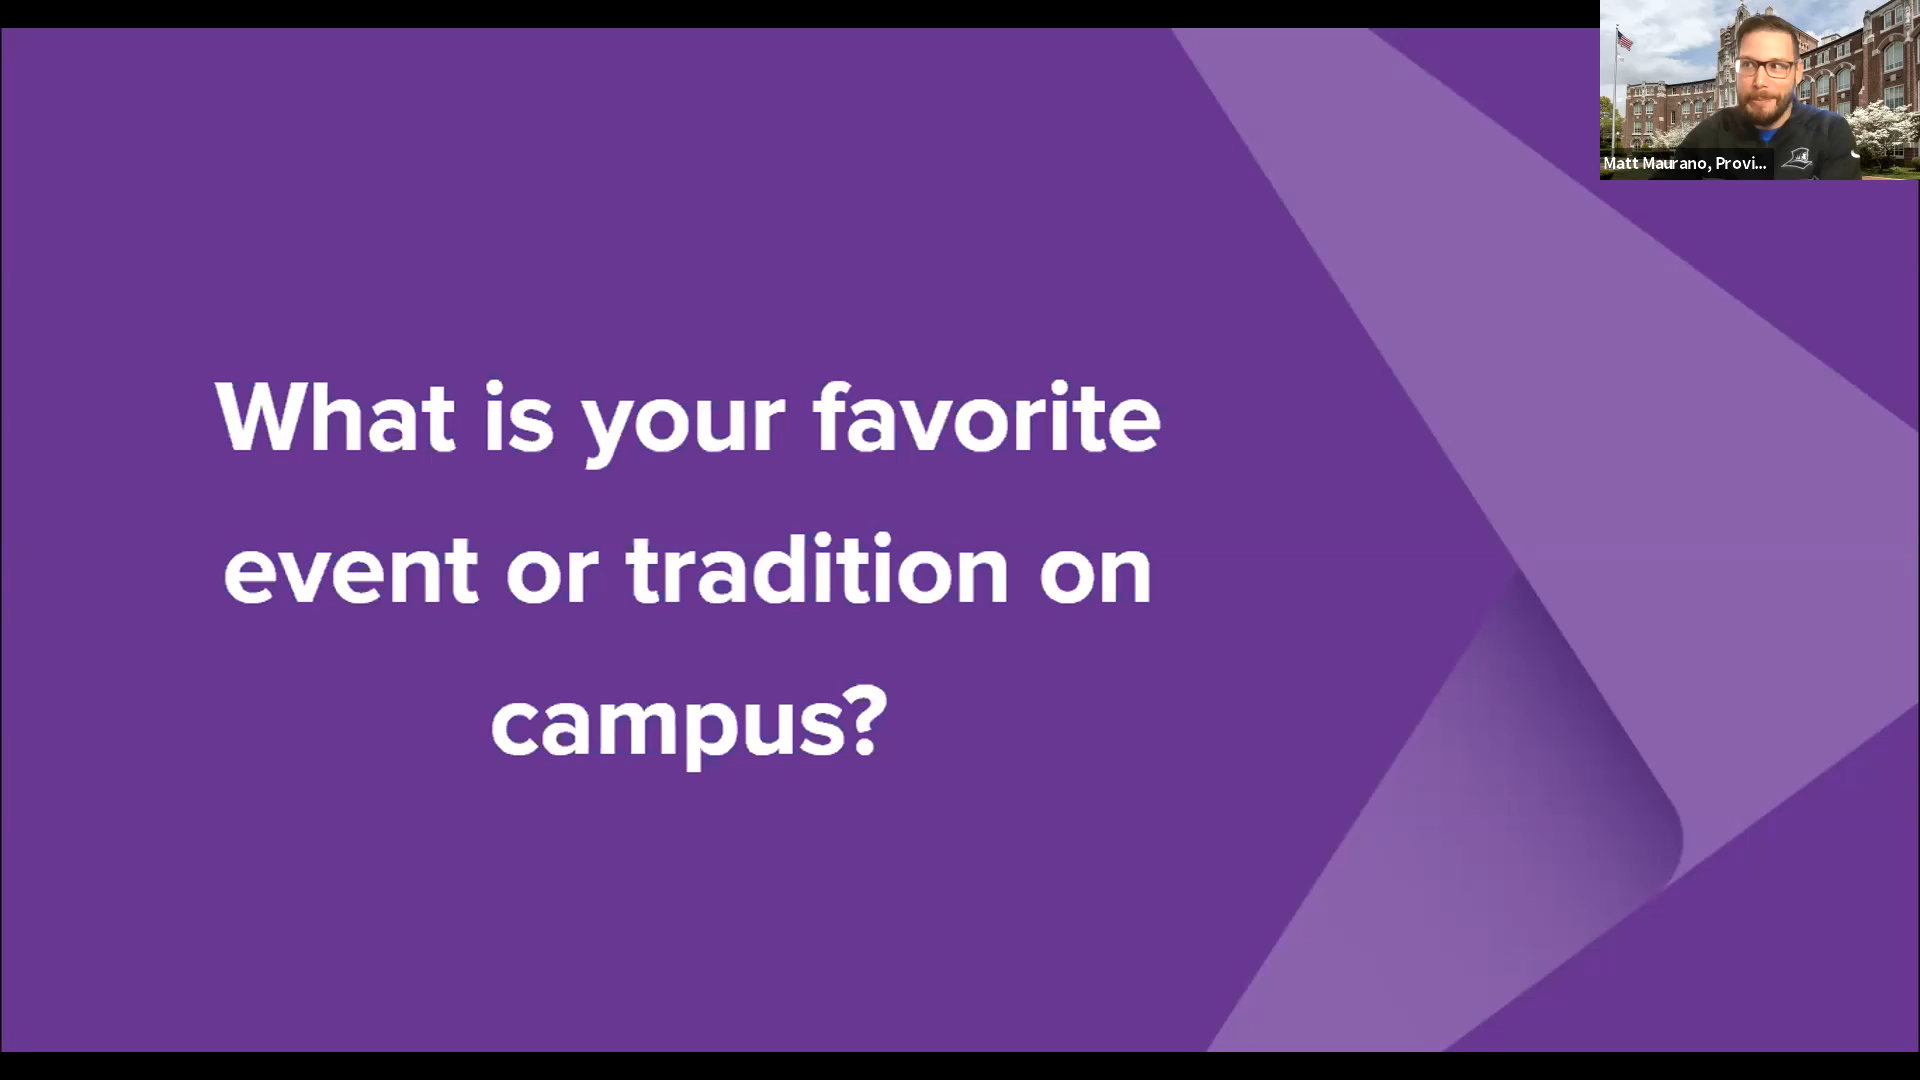 What is your favorite
event or tradition on
campus?
Matt Maurano, Provi...